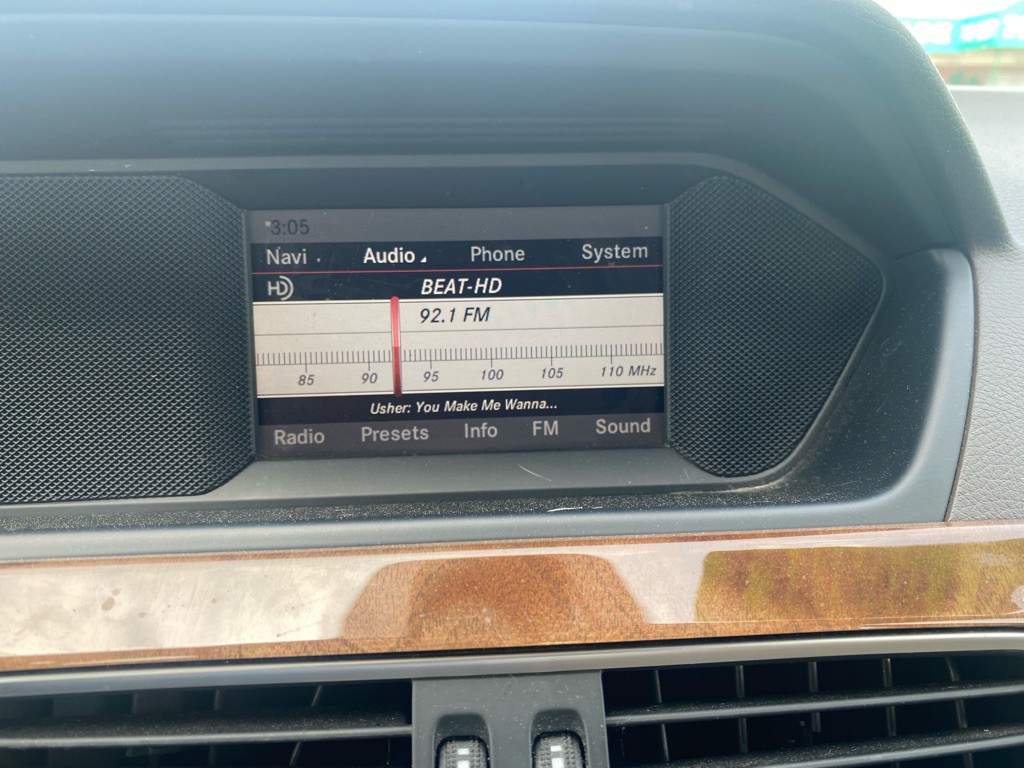 3:05
Navi Audio Phone System
HD BEAT-HD
92.1 FM
85 90 95 100 105 110 MHz
Usher: You Make Me Wanna...
Radio Presets Info FM Sound